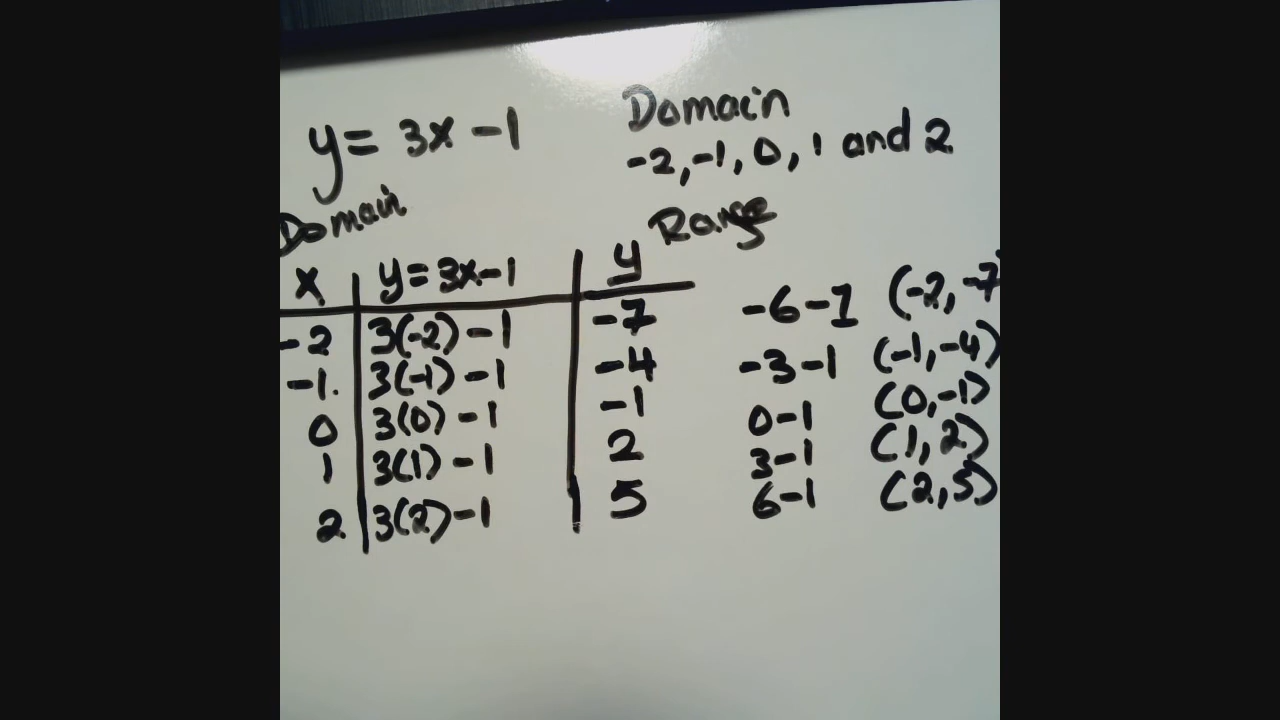 y = 3x - 1
Domain
-2, -1, 0, 1 and 2
Domain
Range
x y = 3x - 1 y
-2 3(-2) - 1 -7 -6 - 1 (-2, -7
-1. 3(-1) - 1 -4 -3 - 1 (-1, -4)
0 3(0) - 1 -1 0 - 1 (0, -1)
1 3(1) - 1 2 3 - 1 (1, 2)
2 3(2) - 1 5 6 - 1 (2, 5)